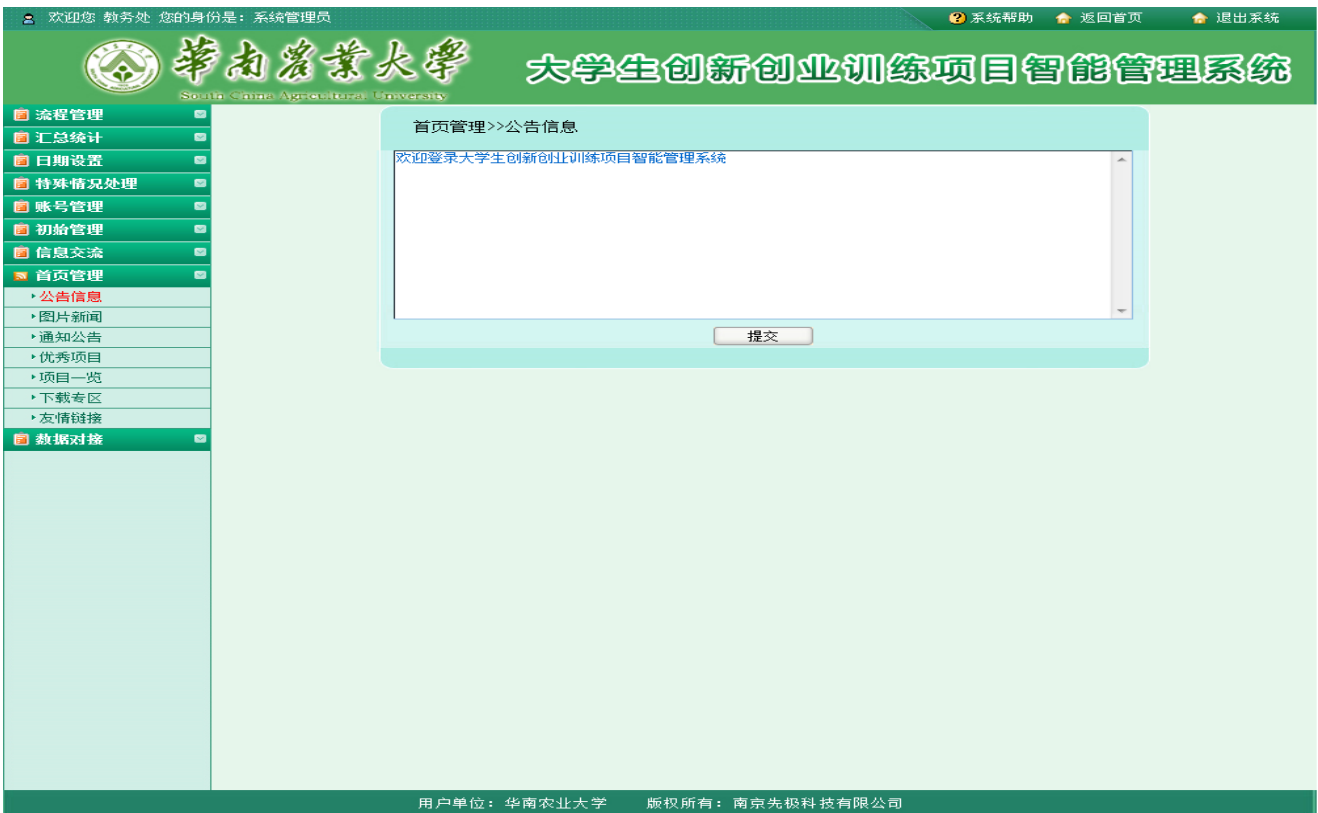 欢迎您 教务处 您的身份是：系统管理员 系统帮助 返回首页 退出系统
華南農業大學 大学生创新创业训练项目智能管理系统
South China Agricultural University
流程管理
汇总统计
日期设置
特殊情况处理
账号管理
初始管理
信息交流
首页管理
公告信息
图片新闻
通知公告
优秀项目
项目一览
下载专区
友情链接
数据对接
首页管理>>公告信息
欢迎登录大学生创新创业训练项目智能管理系统
提交
用户单位：华南农业大学 版权所有：南京先极科技有限公司